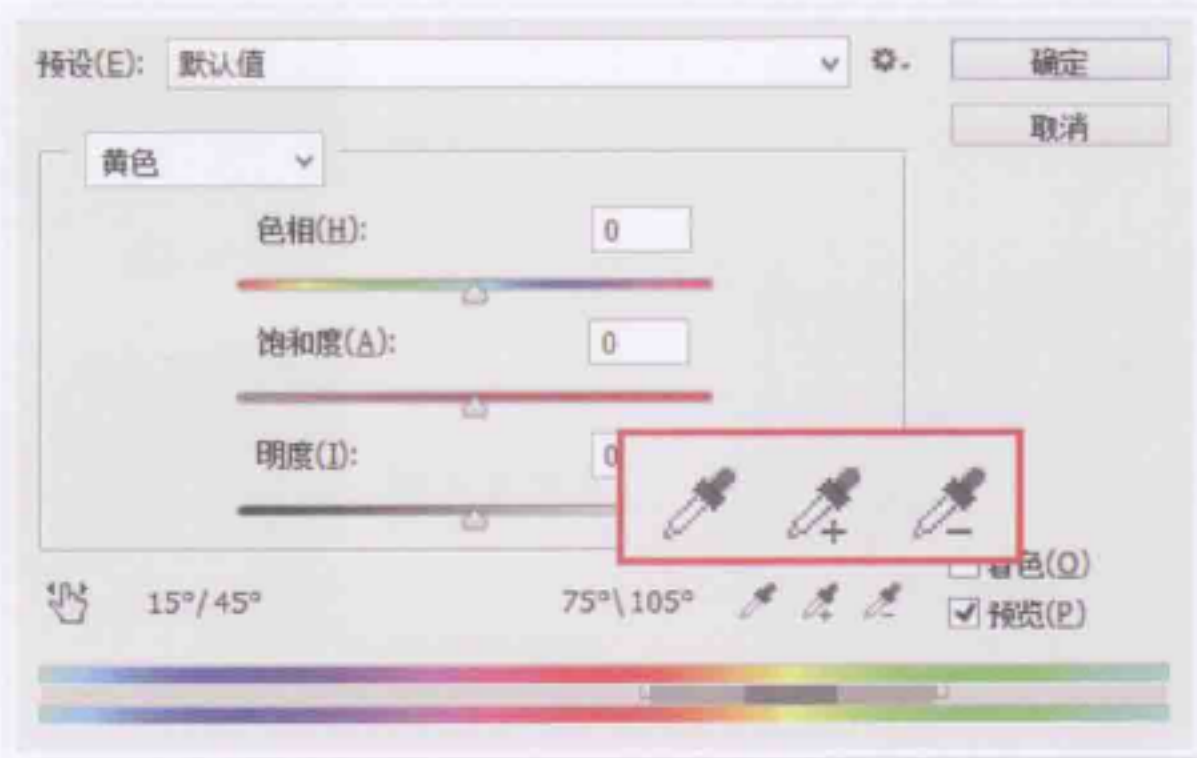 预设(E): 默认值
确定
取消
黄色
色相(H): 0
饱和度(A): 0
明度(I): 0
色(O)
15°/45° 75°\105°
预览(P)